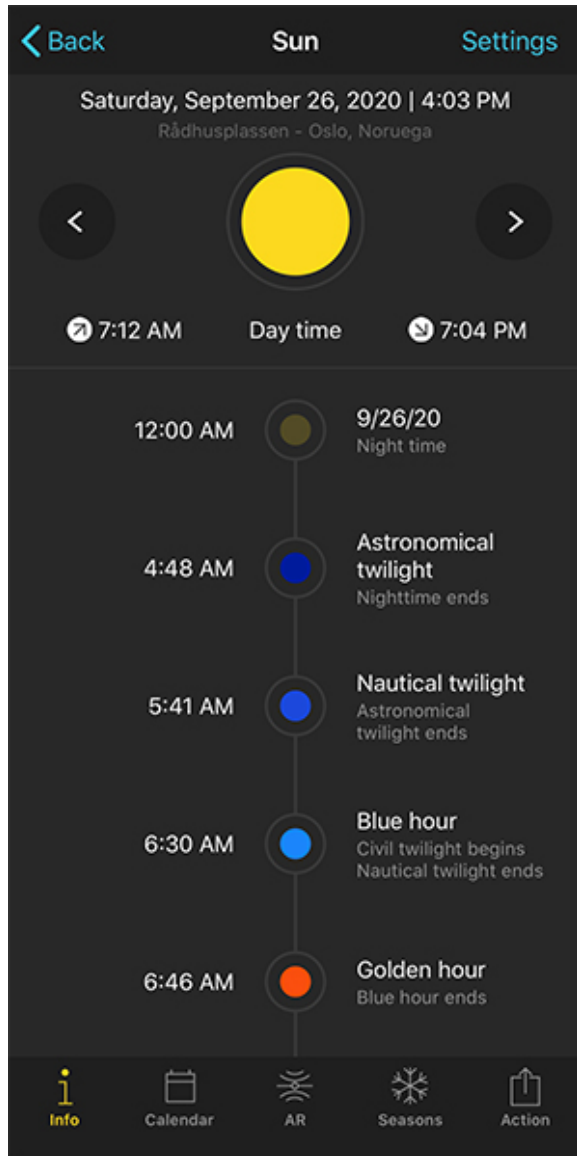 Back
Sun
Settings
Saturday, September 26, 2020 | 4:03 PM
Rådhusplassen - Oslo, Noruega
7:12 AM
Day time
7:04 PM
12:00 AM
9/26/20
Night time
4:48 AM
Astronomical
twilight
Nighttime ends
5:41 AM
Nautical twilight
Astronomical
twilight ends
6:30 AM
Blue hour
Civil twilight begins
Nautical twilight ends
6:46 AM
Golden hour
Blue hour ends
Info
Calendar
AR
Seasons
Action